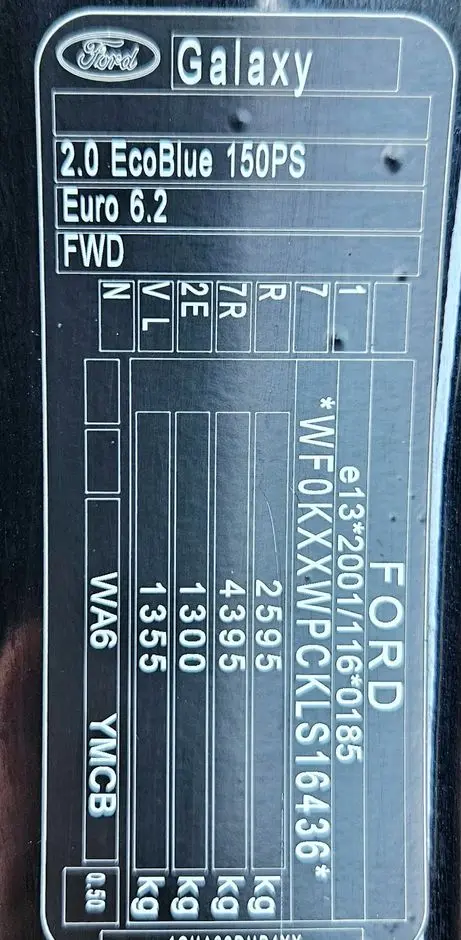 Ford
Galaxy
2.0 EcoBlue 150PS
Euro 6.2
FWD
FORD
1 e13*2001/116*0185
7 *WF0KXXWPCKLS16436*
R 2595 kg
7R 4395 kg
2E 1300 kg
VL 1355 kg
N WA6 YMCB 0.50